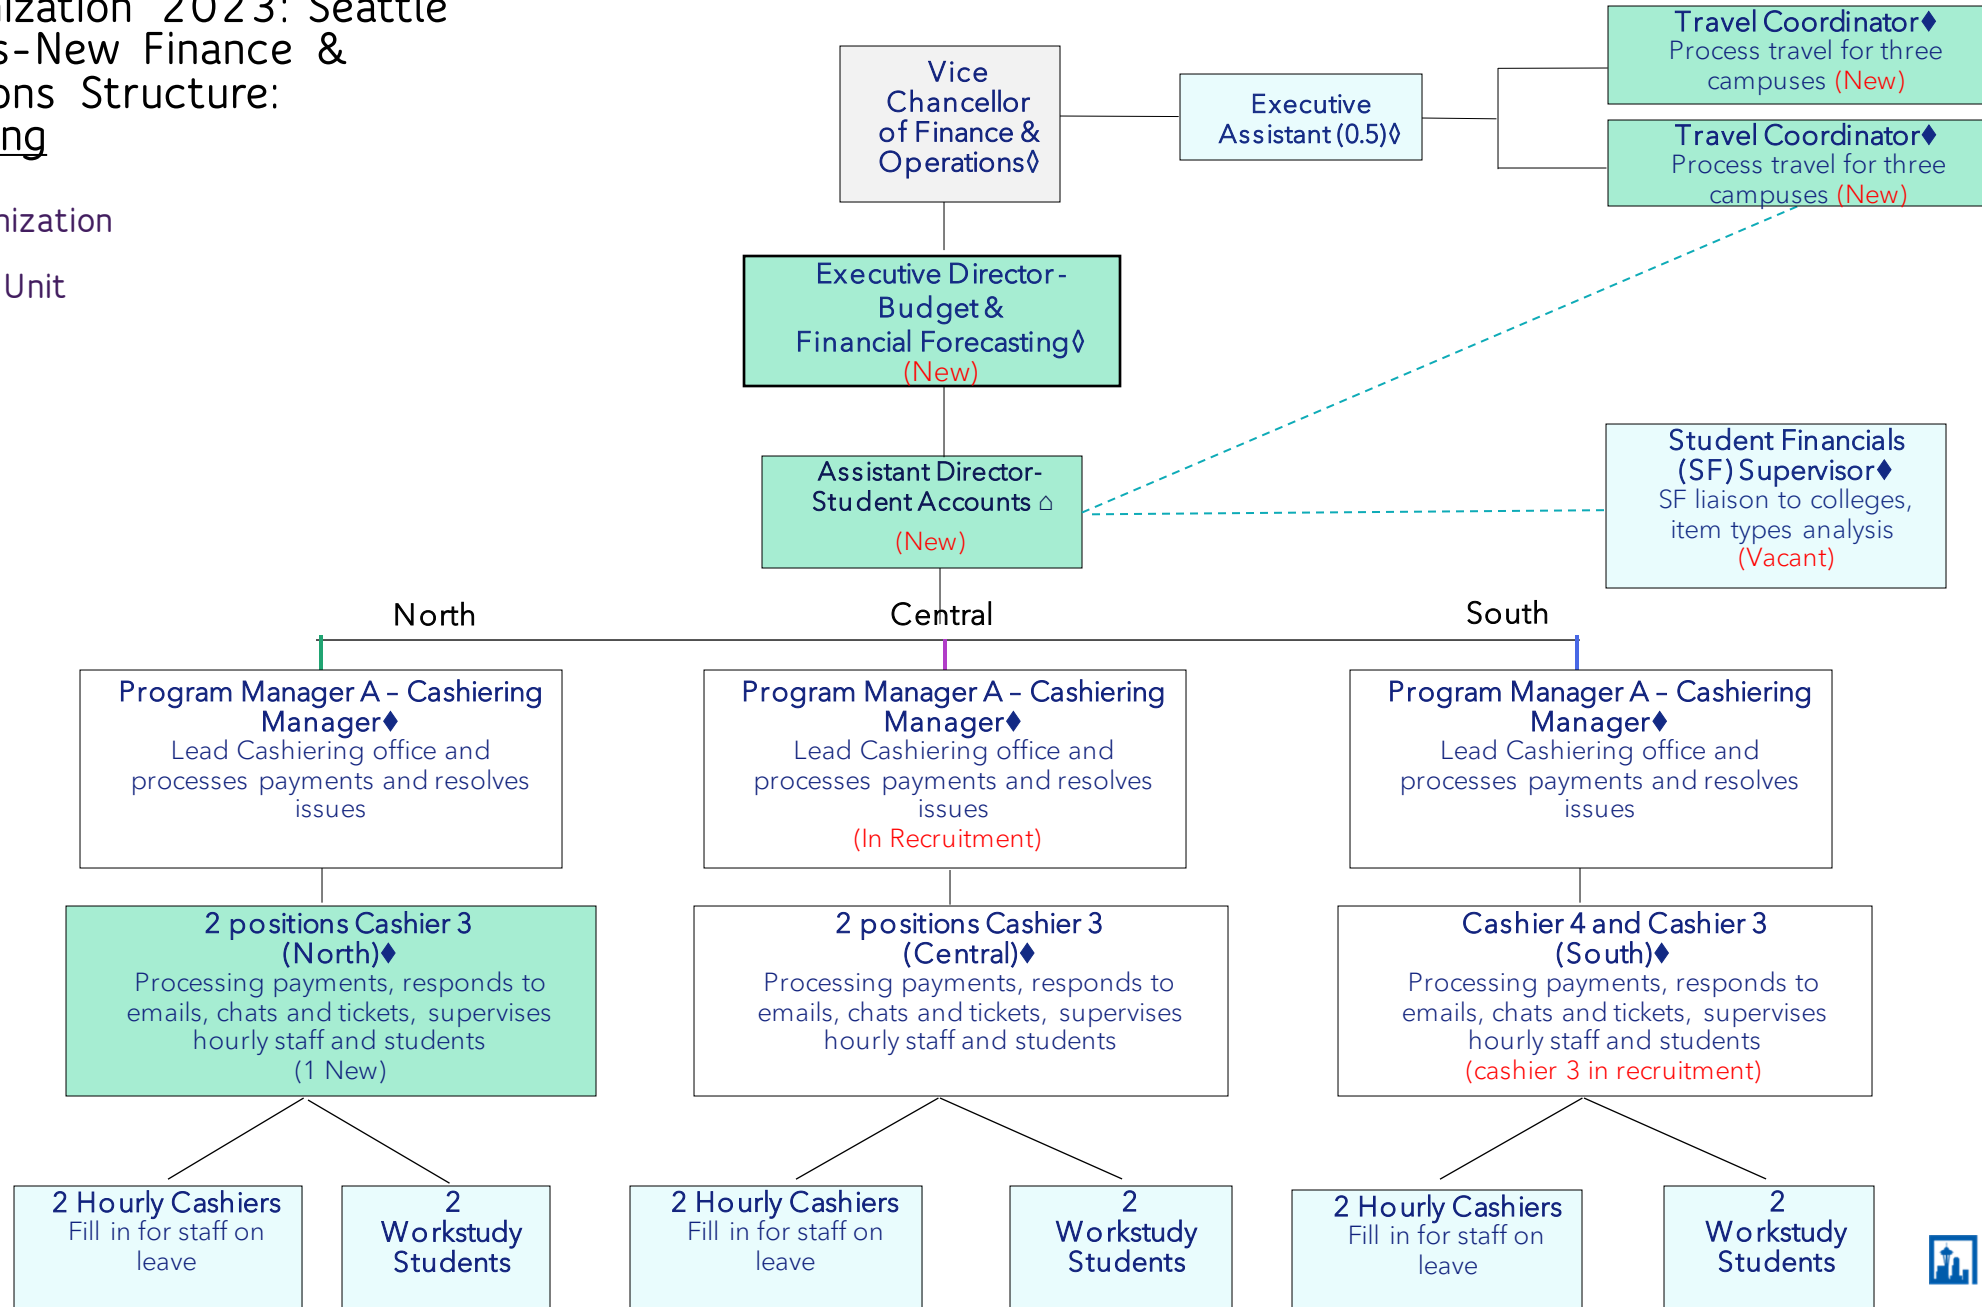 2023: Seattle
New Finance &
Structure:
Unit
Vice
Chancellor
of Finance &
Operations◊
Executive
Assistant (0.5)◊
Travel Coordinator♦
Process travel for three
campuses (New)
Travel Coordinator♦
Process travel for three
campuses (New)
Executive Director-
Budget &
Financial Forecasting◊
(New)
Assistant Director-
Student Accounts ⌂
(New)
Student Financials
(SF) Supervisor♦
SF liaison to colleges,
item types analysis
(Vacant)
North
Central
South
Program Manager A – Cashiering
Manager♦
Lead Cashiering office and
processes payments and resolves
issues
Program Manager A – Cashiering
Manager♦
Lead Cashiering office and
processes payments and resolves
issues
(In Recruitment)
Program Manager A – Cashiering
Manager♦
Lead Cashiering office and
processes payments and resolves
issues
2 positions Cashier 3
(North)♦
Processing payments, responds to
emails, chats and tickets, supervises
hourly staff and students
(1 New)
2 positions Cashier 3
(Central)♦
Processing payments, responds to
emails, chats and tickets, supervises
hourly staff and students
Cashier 4 and Cashier 3
(South)♦
Processing payments, responds to
emails, chats and tickets, supervises
hourly staff and students
(cashier 3 in recruitment)
2 Hourly Cashiers
Fill in for staff on
leave
2
Workstudy
Students
2 Hourly Cashiers
Fill in for staff on
leave
2
Workstudy
Students
2 Hourly Cashiers
Fill in for staff on
leave
2
Workstudy
Students